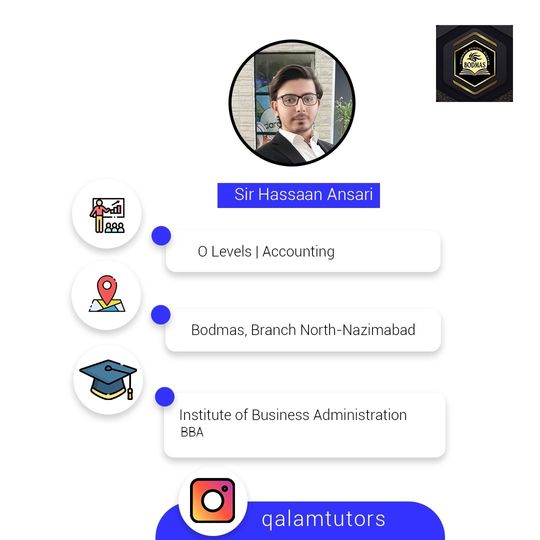 BODMAS
Sir Hassaan Ansari
O Levels | Accounting
Bodmas, Branch North-Nazimabad
Institute of Business Administration
BBA
qalamtutors